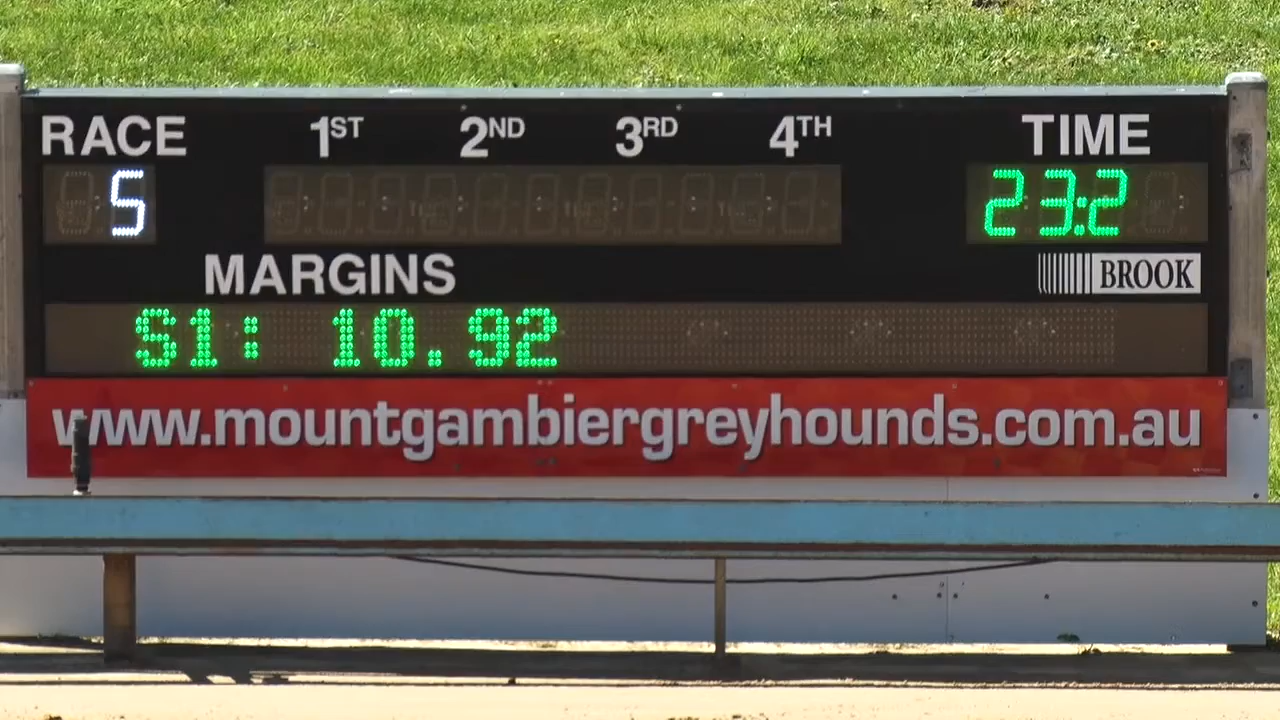 RACE 1ST 2ND 3RD 4TH TIME
5 23:2
MARGINS BROOK
S1: 10.92
www.mountgambiergreyhounds.com.au